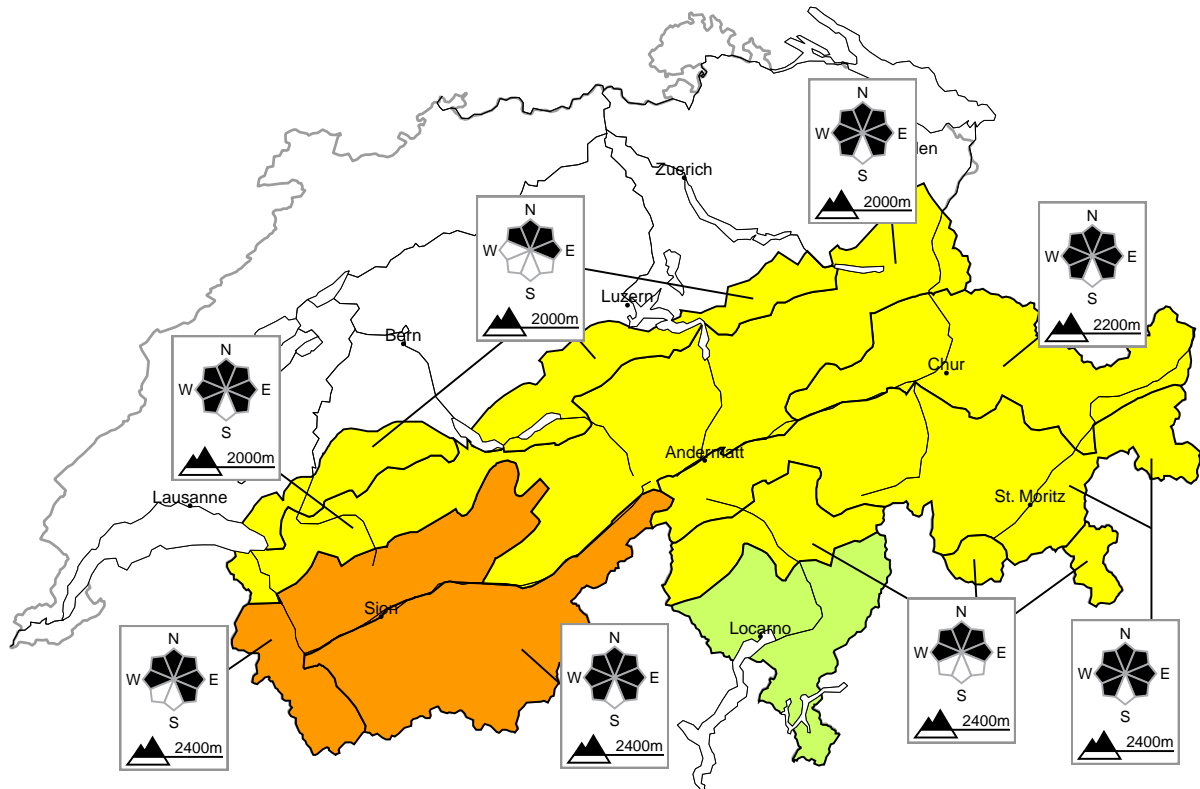 N
W
E
S
2000m
Zuerich
N
W
E
S
2000m
N
W
E
S
2200m
Luzern
Bern
N
W
E
S
2000m
Chur
Andermatt
Lausanne
St. Moritz
Sion
Locarno
N
W
E
S
2400m
N
W
E
S
2400m
N
W
E
S
2400m
N
W
E
S
2400m